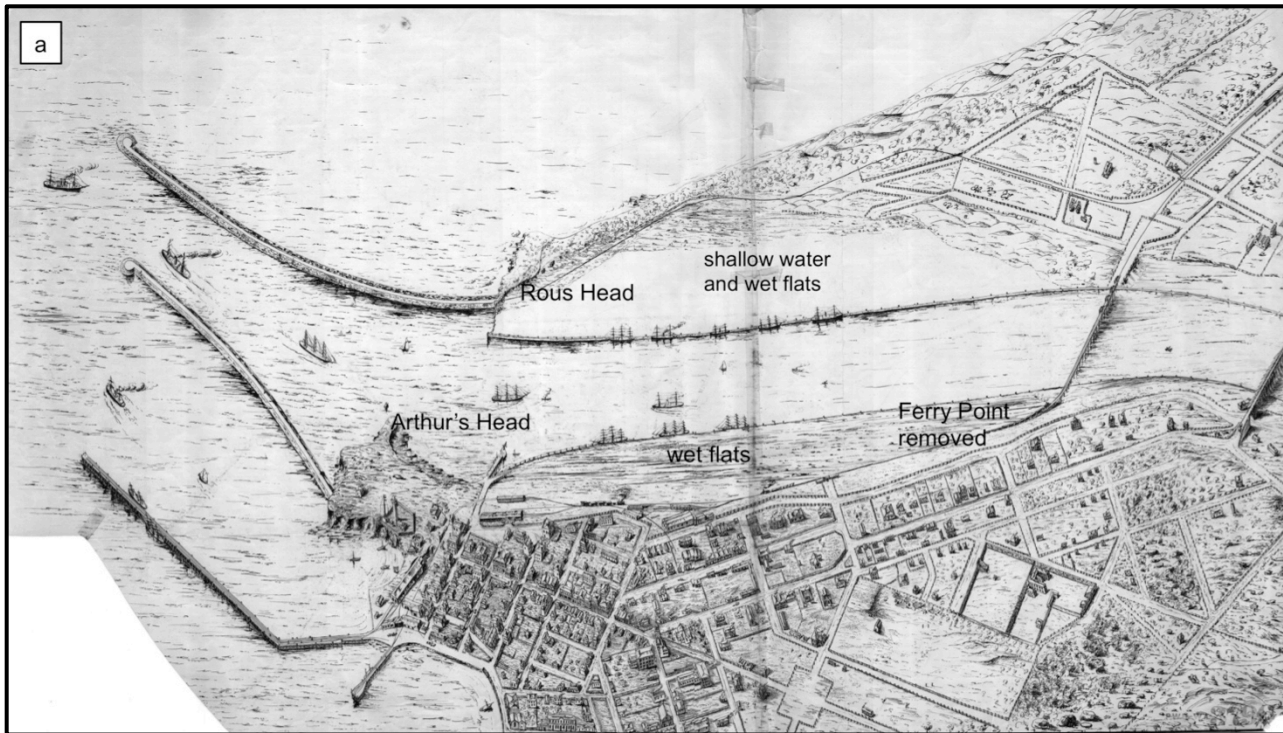 a
Rous Head
shallow water
and wet flats
Arthur's Head
wet flats
Ferry Point
removed